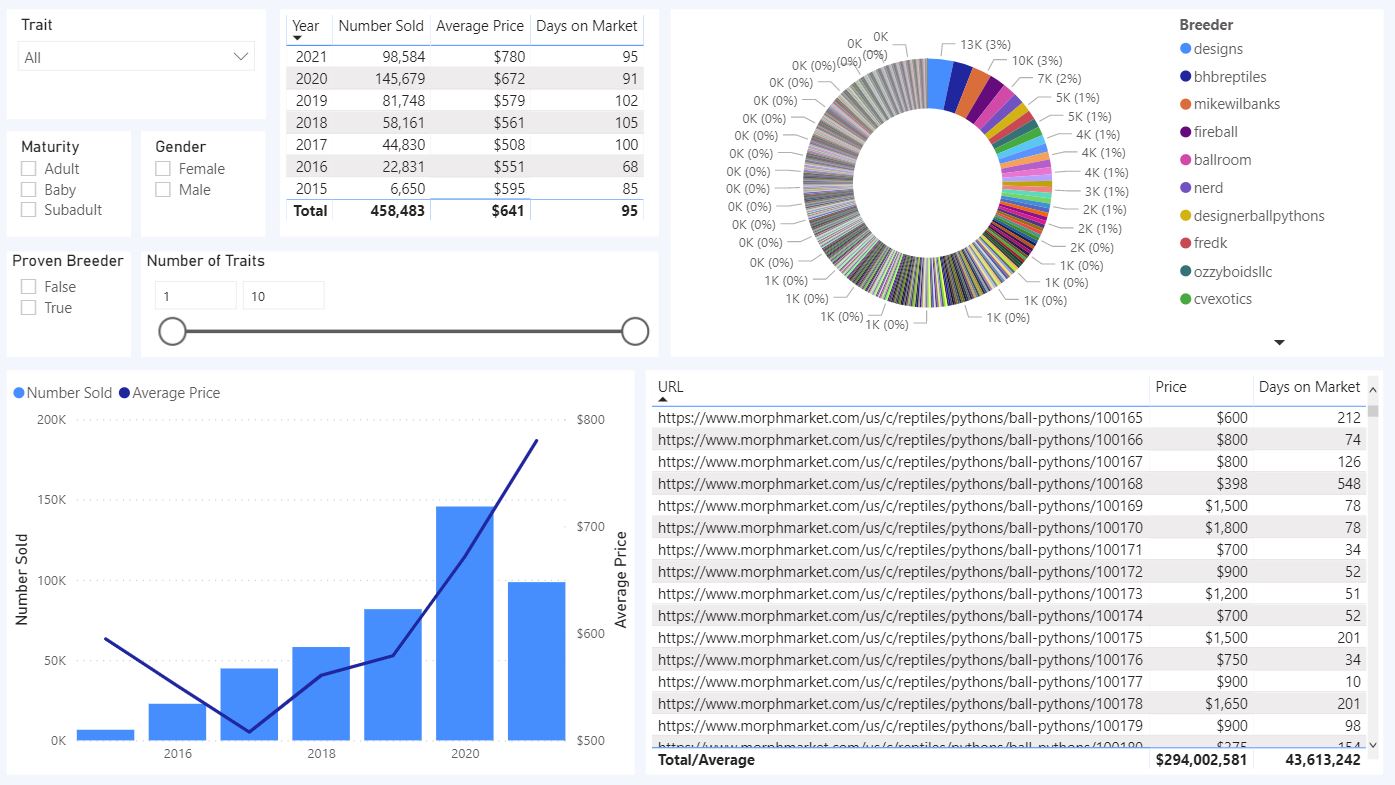 Trait
All
Maturity
Adult
Baby
Subadult
Gender
Female
Male
Proven Breeder
False
True
Number of Traits
1 10
Year Number Sold Average Price Days on Market
2021 98,584 $780 95
2020 145,679 $672 91
2019 81,748 $579 102
2018 58,161 $561 105
2017 44,830 $508 100
2016 22,831 $551 68
2015 6,650 $595 85
Total 458,483 $641 95
13K (3%)
10K (3%)
7K (2%)
5K (1%)
5K (1%)
4K (1%)
4K (1%)
4K (1%)
3K (1%)
2K (1%)
2K (1%)
2K (0%)
1K (0%)
1K (0%)
1K (0%)
1K (0%)
1K (0%)
1K (0%)
1K (0%)
1K (0%)
0K (0%)
0K (0%)
0K (0%)
0K (0%)
0K (0%)
0K (0%)
0K (0%)
0K (0%)
0K (0%)
0K (0%)
0K (0%)
0K (0%)
0K (0%)
0K (0%)
Breeder
designs
bhbreptiles
mikewilbanks
fireball
ballroom
nerd
designerballpythons
fredk
ozzyboidsllc
cvexotics
Number Sold Average Price
200K
150K
100K
50K
0K
Number Sold
2016 2018 2020
$800
$700
$600
$500
Average Price
URL Price Days on Market
https://www.morphmarket.com/us/c/reptiles/pythons/ball-pythons/100165 $600 212
https://www.morphmarket.com/us/c/reptiles/pythons/ball-pythons/100166 $800 74
https://www.morphmarket.com/us/c/reptiles/pythons/ball-pythons/100167 $800 126
https://www.morphmarket.com/us/c/reptiles/pythons/ball-pythons/100168 $398 548
https://www.morphmarket.com/us/c/reptiles/pythons/ball-pythons/100169 $1,500 78
https://www.morphmarket.com/us/c/reptiles/pythons/ball-pythons/100170 $1,800 78
https://www.morphmarket.com/us/c/reptiles/pythons/ball-pythons/100171 $700 34
https://www.morphmarket.com/us/c/reptiles/pythons/ball-pythons/100172 $900 52
https://www.morphmarket.com/us/c/reptiles/pythons/ball-pythons/100173 $1,200 51
https://www.morphmarket.com/us/c/reptiles/pythons/ball-pythons/100174 $700 52
https://www.morphmarket.com/us/c/reptiles/pythons/ball-pythons/100175 $1,500 201
https://www.morphmarket.com/us/c/reptiles/pythons/ball-pythons/100176 $750 34
https://www.morphmarket.com/us/c/reptiles/pythons/ball-pythons/100177 $900 10
https://www.morphmarket.com/us/c/reptiles/pythons/ball-pythons/100178 $1,650 201
https://www.morphmarket.com/us/c/reptiles/pythons/ball-pythons/100179 $900 98
Total/Average $294,002,581 43,613,242